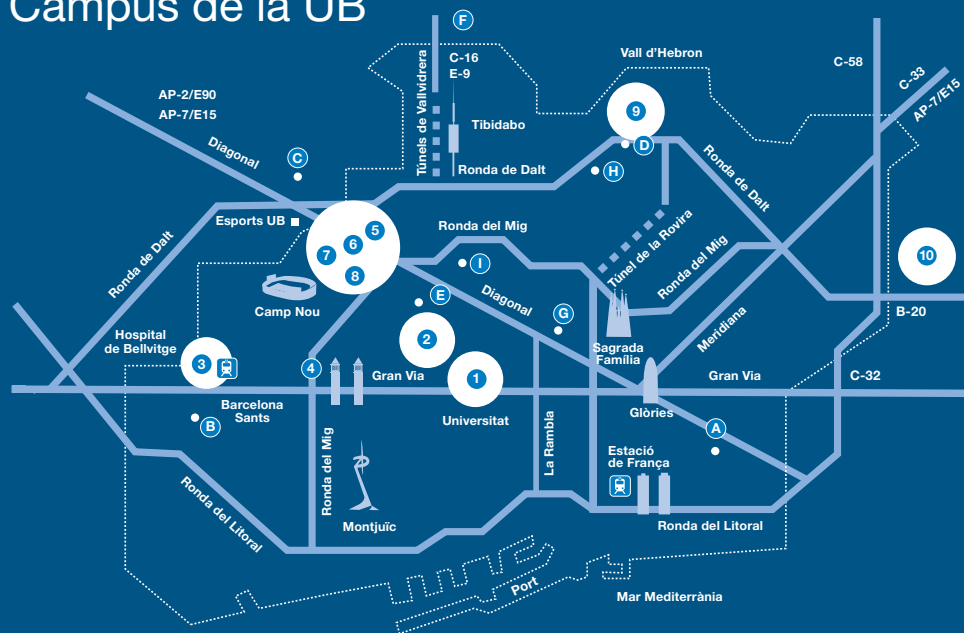 Campus de la UB
F
Vall d'Hebron
C-16
E-9
C-58
C-33
AP-7/E15
AP-2/E90
AP-7/E15
Túnels de Vallvidrera
Tibidabo
9
Diagonal
C
D
Ronda de Dalt
H
Ronda de Dalt
Esports UB
5
6
7
8
Ronda del Mig
Túnel de la Rovira
Ronda del Mig
10
Ronda de Dalt
I
Camp Nou
E
Diagonal
G
Meridiana
B-20
Hospital
de Bellvitge
3
4
2
1
Sagrada
Família
Gran Via
Gran Via
C-32
Barcelona
Sants
B
Universitat
Glòries
A
Ronda del Mig
La Rambla
Estació
de França
Ronda del Litoral
Montjuïc
Ronda del Litoral
Port
Mar Mediterrània